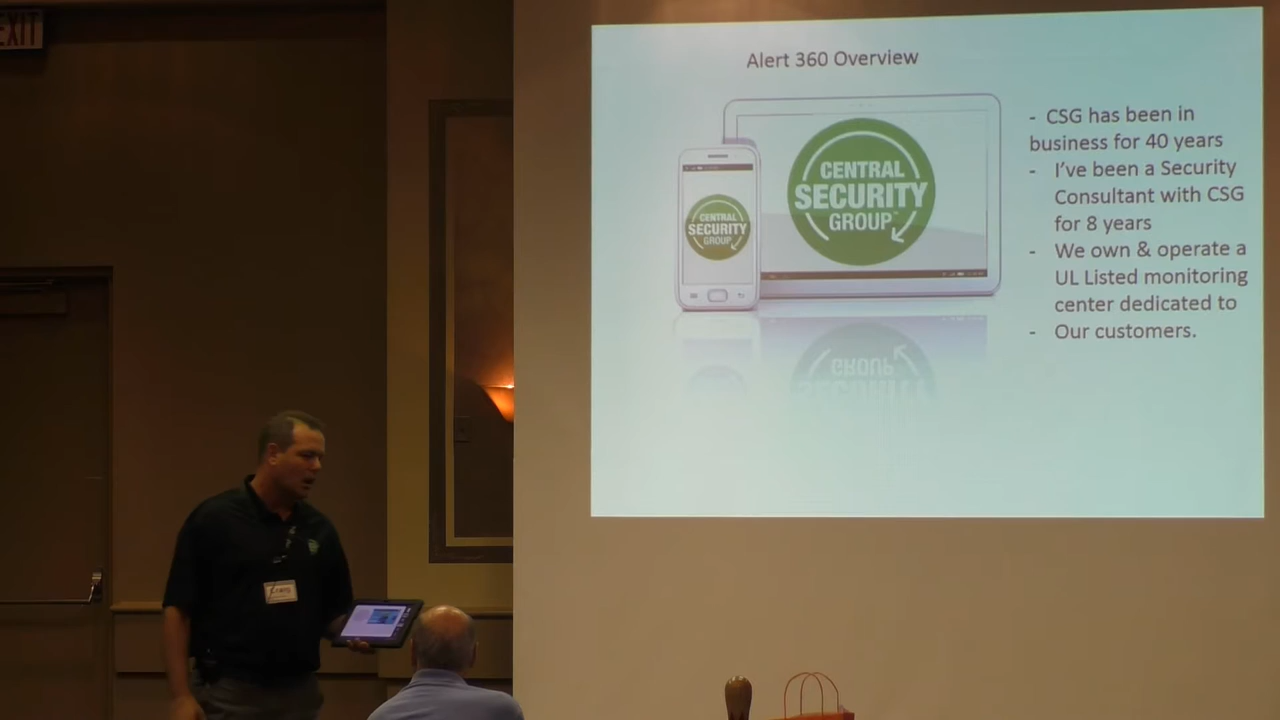 EXIT
Alert 360 Overview
- CSG has been in
business for 40 years
- I've been a Security
Consultant with CSG
for 8 years
- We own & operate a
UL Listed monitoring
center dedicated to
- Our customers.
CENTRAL
SECURITY
GROUP
CENTRAL
SECURITY
GROUP
GROUP
SECURITY